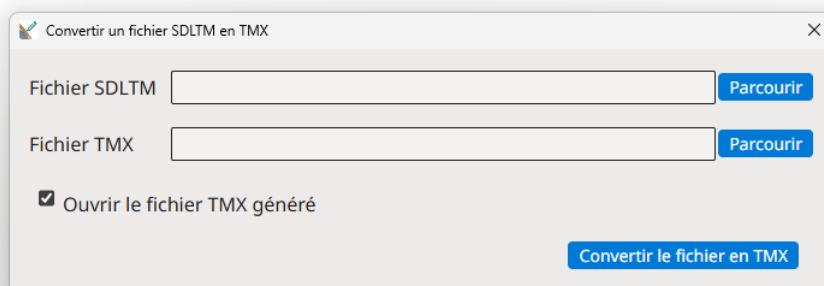 Convertir un fichier SDLTM en TMX
Fichier SDLTM Parcourir
Fichier TMX Parcourir
Ouvrir le fichier TMX généré
Convertir le fichier en TMX